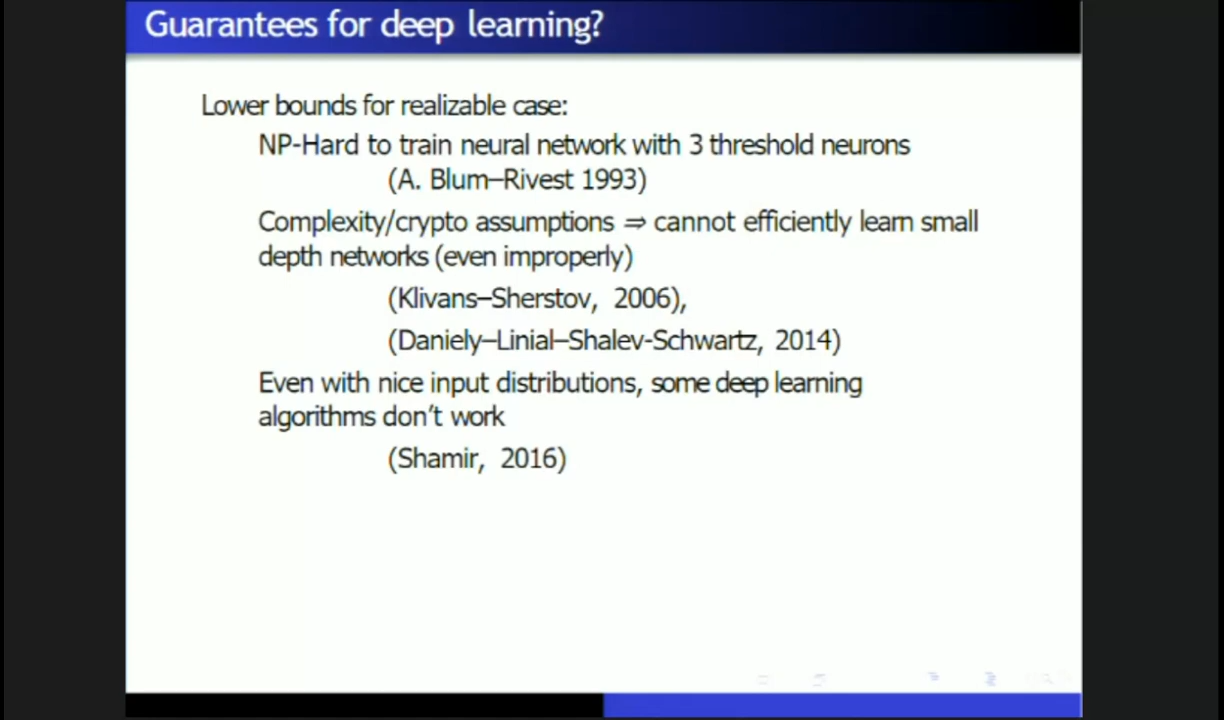 Guarantees for deep learning?
Lower bounds for realizable case:
NP-Hard to train neural network with 3 threshold neurons
(A. Blum–Rivest 1993)
Complexity/crypto assumptions ⇒ cannot efficiently learn small
depth networks (even improperly)
(Klivans–Sherstov, 2006),
(Daniely–Linial–Shalev-Schwartz, 2014)
Even with nice input distributions, some deep learning
algorithms don't work
(Shamir, 2016)